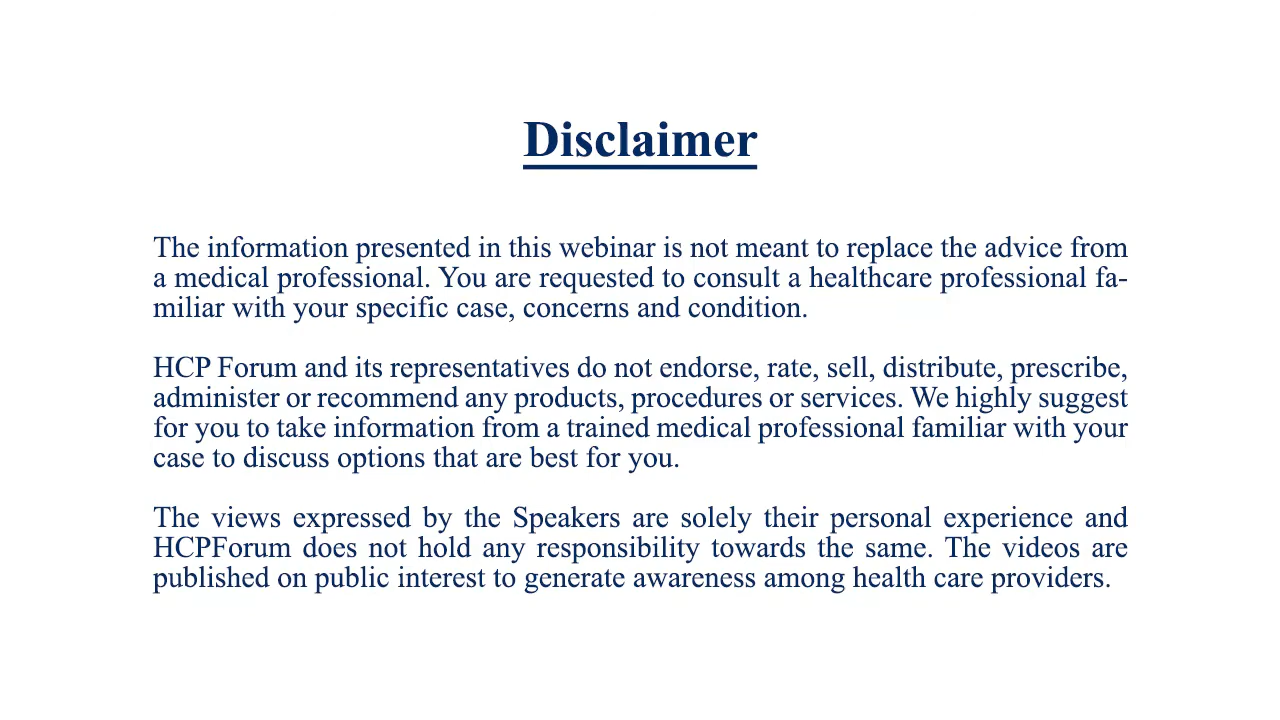 Disclaimer
The information presented in this webinar is not meant to replace the advice from
a medical professional. You are requested to consult a healthcare professional fa-
miliar with your specific case, concerns and condition.
HCP Forum and its representatives do not endorse, rate, sell, distribute, prescribe,
administer or recommend any products, procedures or services. We highly suggest
for you to take information from a trained medical professional familiar with your
case to discuss options that are best for you.
The views expressed by the Speakers are solely their personal experience and
HCPForum does not hold any responsibility towards the same. The videos are
published on public interest to generate awareness among health care providers.